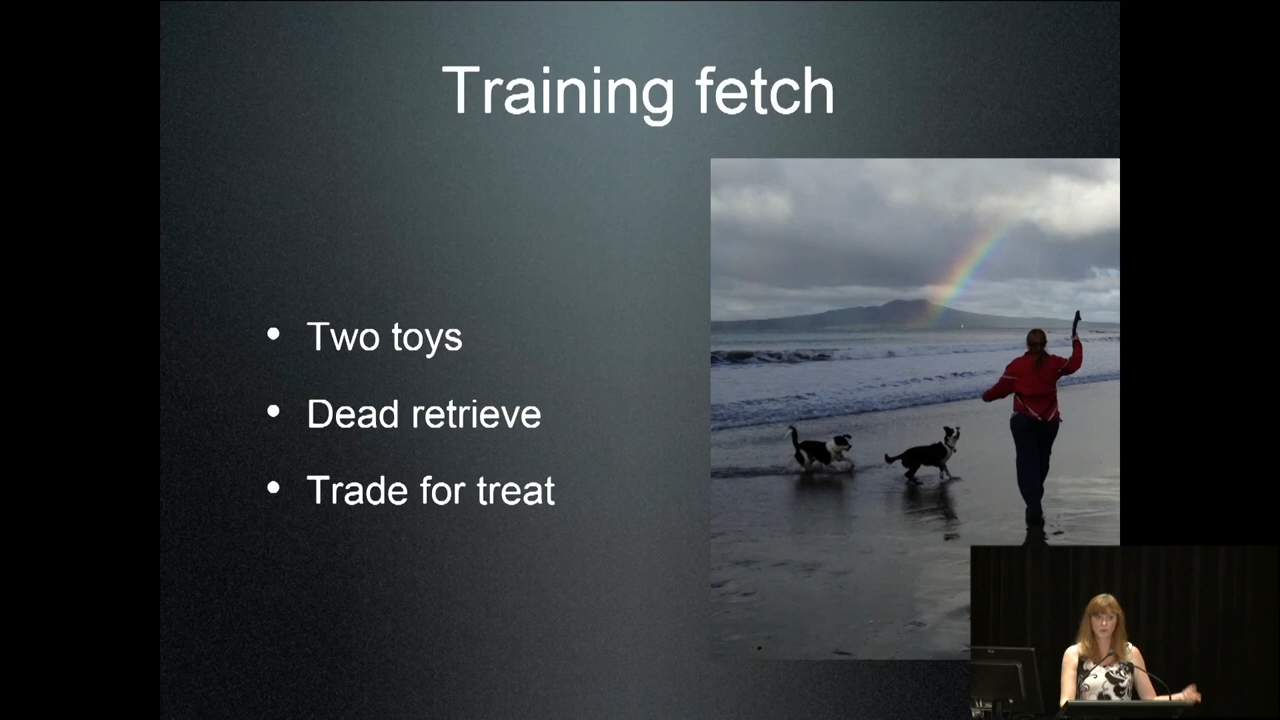 Training fetch
• Two toys
• Dead retrieve
• Trade for treat